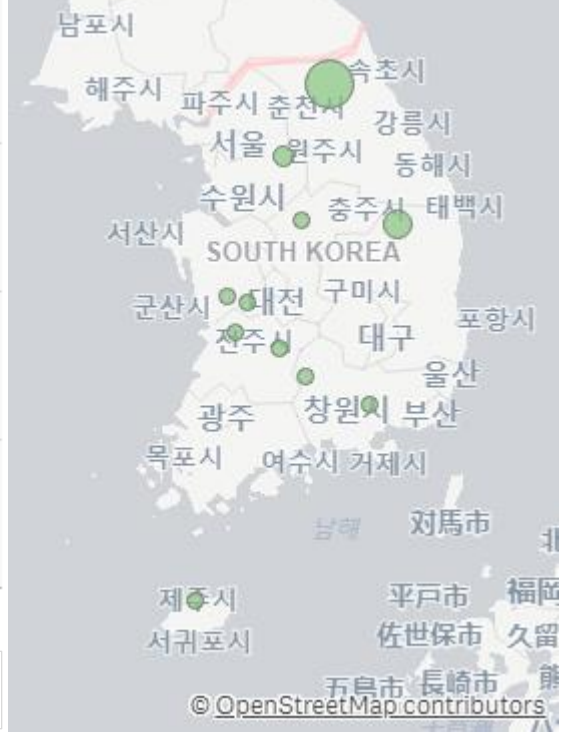 남포시
해주시
파주시 춘천시
속초시
강릉시
서울
원주시
동해시
수원시
충주시
태백시
서산시
SOUTH KOREA
군산시
대전
구미시
포항시
전주시
대구
울산
광주
창원시
부산
목포시
여수시
거제시
남해
対馬市
제주시
서귀포시
平戸市
福岡
佐世保市
久留
五島市
長崎市
© OpenStreetMap contributors